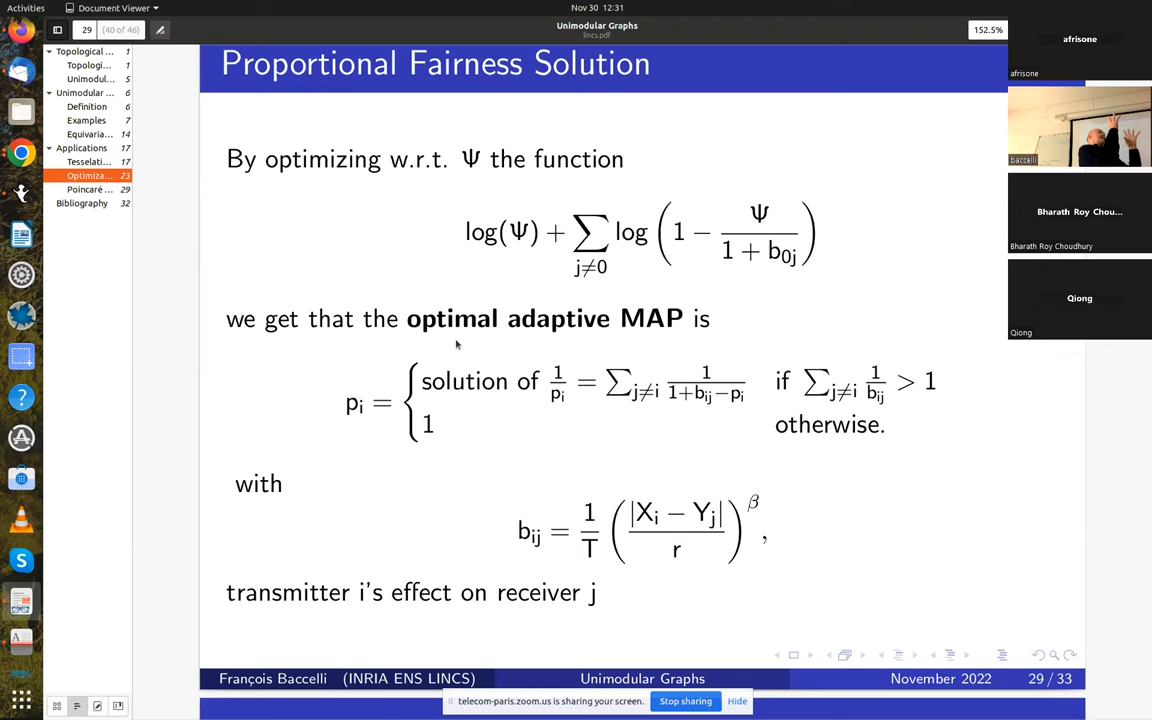 Activities
Document Viewer
Nov 30 12:31
29
(40 of 46)
Unimodular Graphs
lincs.pdf
152.5%
Topological ... 1
Topologi... 1
Unimodul... 5
Unimodular ... 6
Definition 6
Examples 7
Equivaria... 14
Applications 17
Tesselati... 17
Optimiza... 23
Poincaré ... 29
Bibliography 32
Proportional Fairness Solution
By optimizing w.r.t. Ψ the function
log(Ψ) + ∑_{j≠0} log (1 − Ψ / (1 + b_{0j}))
we get that the optimal adaptive MAP is
p_i = { solution of 1/p_i = ∑_{j≠i} 1/(1+b_{ij}−p_i) if ∑_{j≠i} 1/b_{ij} > 1
1 otherwise.
with
b_{ij} = 1/T (|X_i − Y_j| / r)^β ,
transmitter i's effect on receiver j
François Baccelli (INRIA ENS LINCS) Unimodular Graphs November 2022 29 / 33
telecom-paris.zoom.us is sharing your screen. Stop sharing Hide
afrisone
afrisone
baccelli
Bharath Roy Chou...
Bharath Roy Choudhury
Qiong
Qiong